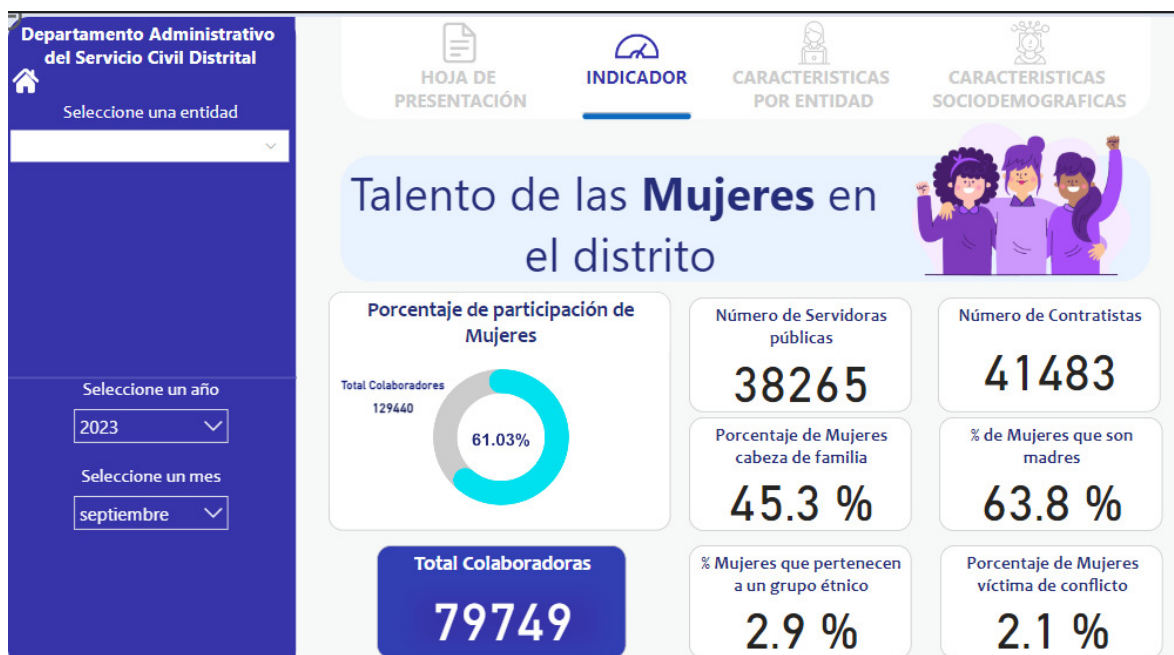 Departamento Administrativo
del Servicio Civil Distrital
Seleccione una entidad
Seleccione un año
2023
Seleccione un mes
septiembre
HOJA DE
PRESENTACIÓN
INDICADOR
CARACTERISTICAS
POR ENTIDAD
CARACTERISTICAS
SOCIODEMOGRAFICAS
Talento de las Mujeres en
el distrito
Porcentaje de participación de
Mujeres
Total Colaboradores
129440
61.03%
Número de Servidoras
públicas
38265
Número de Contratistas
41483
Porcentaje de Mujeres
cabeza de familia
45.3 %
% de Mujeres que son
madres
63.8 %
Total Colaboradoras
79749
% Mujeres que pertenecen
a un grupo étnico
2.9 %
Porcentaje de Mujeres
víctima de conflicto
2.1 %